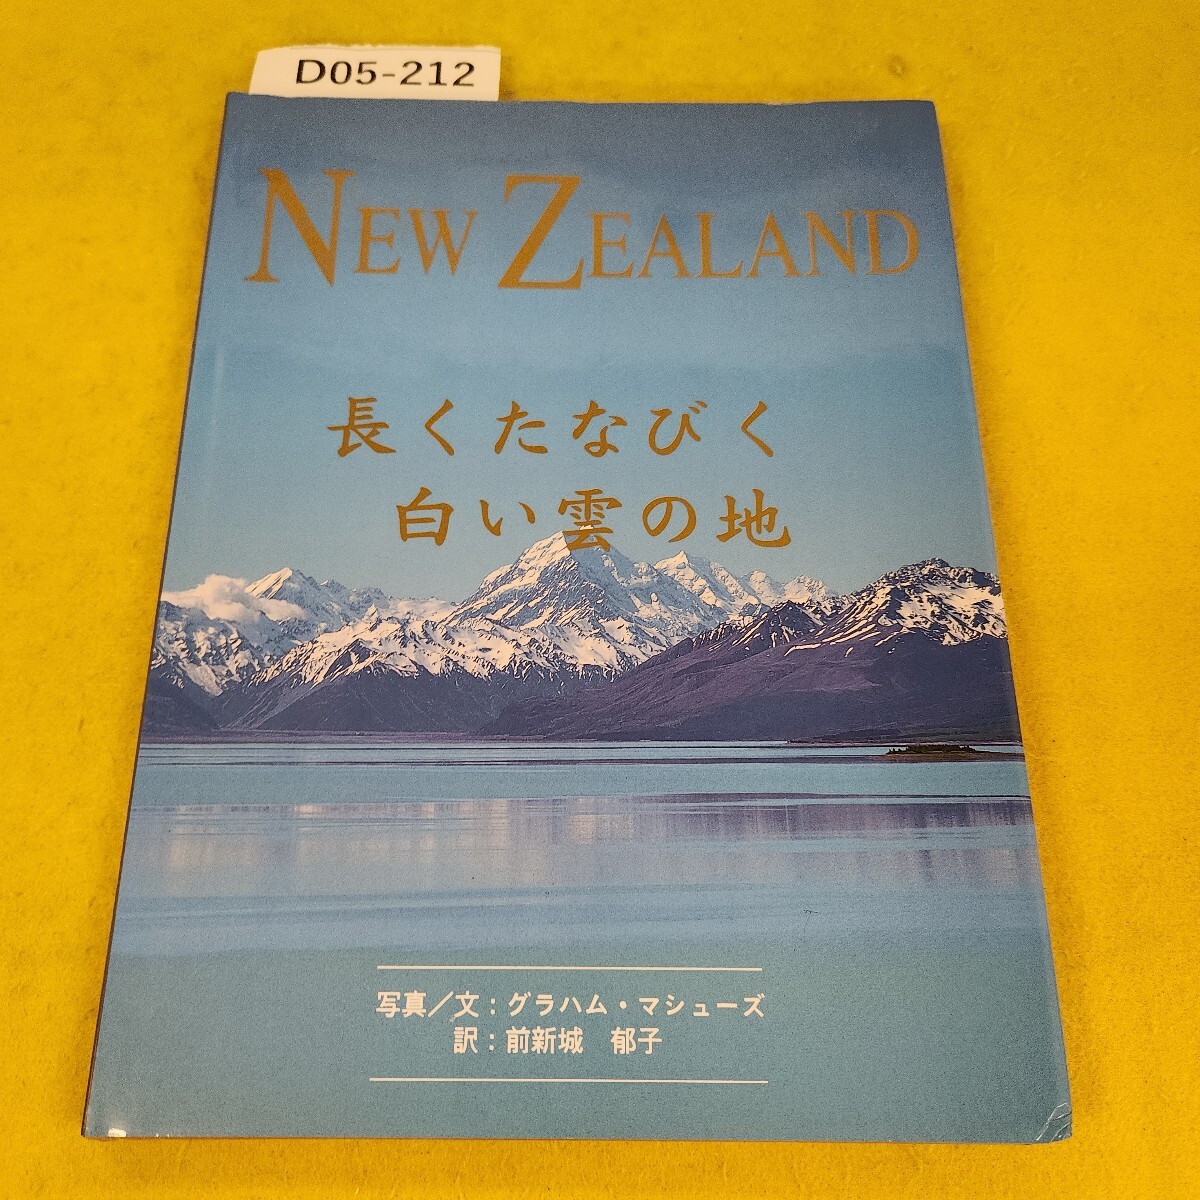 D05-212
NEW ZEALAND
長くたなびく
白い雲の地
写真／文：グラハム・マシューズ
訳：前新城　郁子